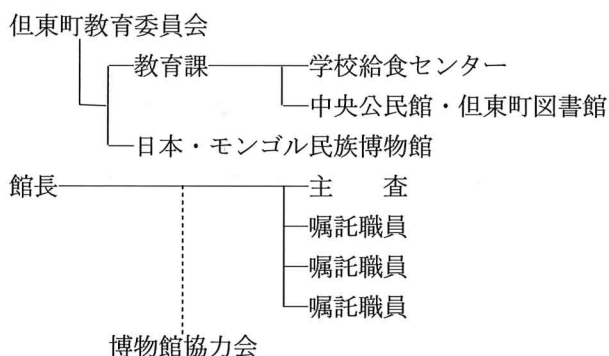 但東町教育委員会
教育課 学校給食センター
中央公民館・但東町図書館
日本・モンゴル民族博物館
館長 主　査
嘱託職員
嘱託職員
嘱託職員
博物館協力会